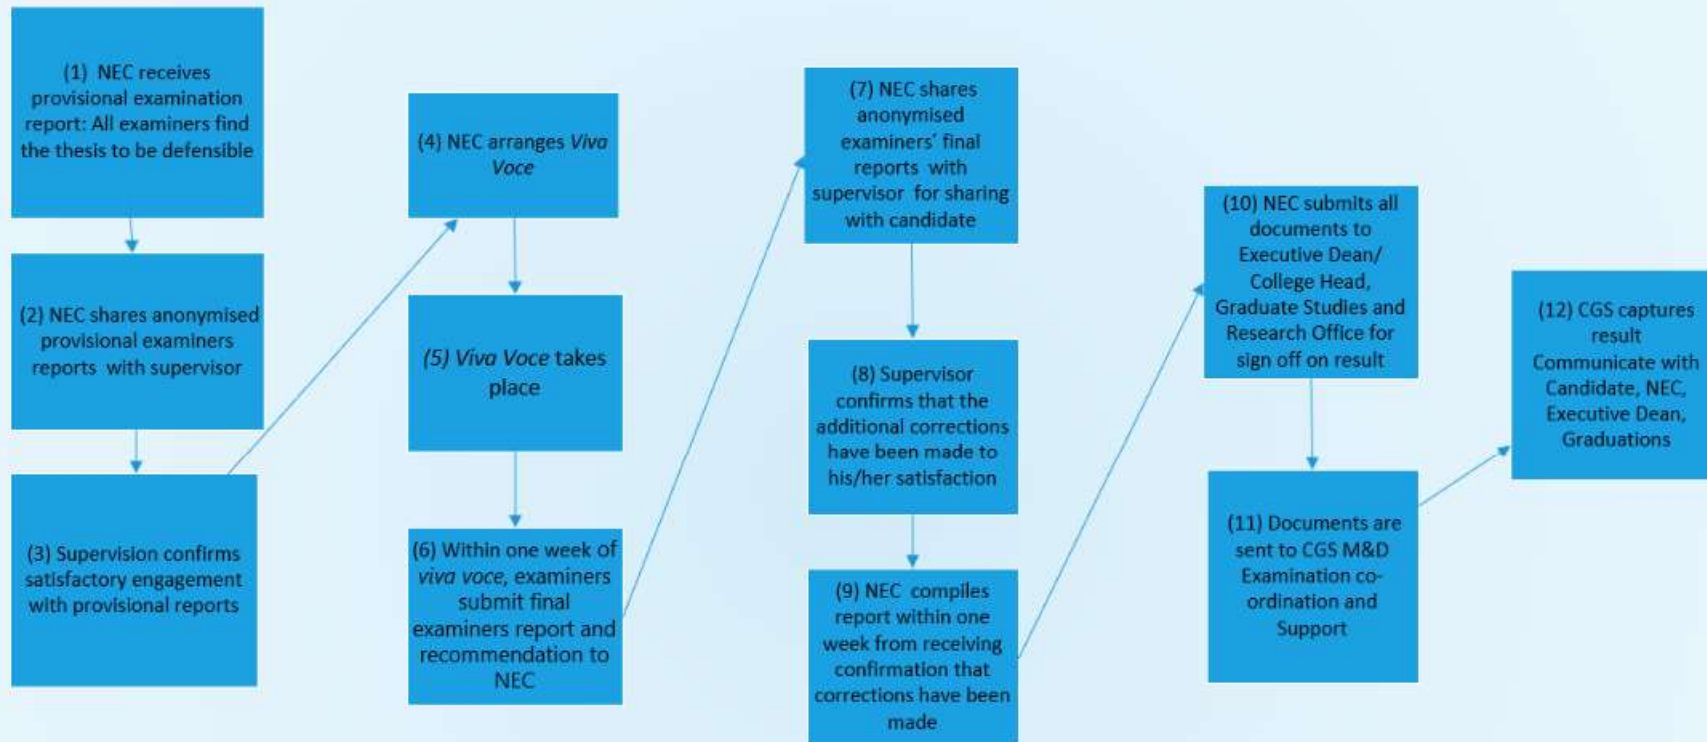 (1) NEC receives
provisional examination
report: All examiners find
the thesis to be defensible
(2) NEC shares anonymised
provisional examiners
reports with supervisor
(3) Supervision confirms
satisfactory engagement
with provisional reports
(4) NEC arranges Viva
Voce
(5) Viva Voce takes
place
(6) Within one week of
viva voce, examiners
submit final
examiners report and
recommendation to
NEC
(7) NEC shares
anonymised
examiners’ final
reports with
supervisor for sharing
with candidate
(8) Supervisor
confirms that the
additional corrections
have been made to
his/her satisfaction
(9) NEC compiles
report within one
week from receiving
confirmation that
corrections have been
made
(10) NEC submits all
documents to
Executive Dean/
College Head,
Graduate Studies and
Research Office for
sign off on result
(11) Documents are
sent to CGS M&D
Examination co-
ordination and
Support
(12) CGS captures
result
Communicate with
Candidate, NEC,
Executive Dean,
Graduations